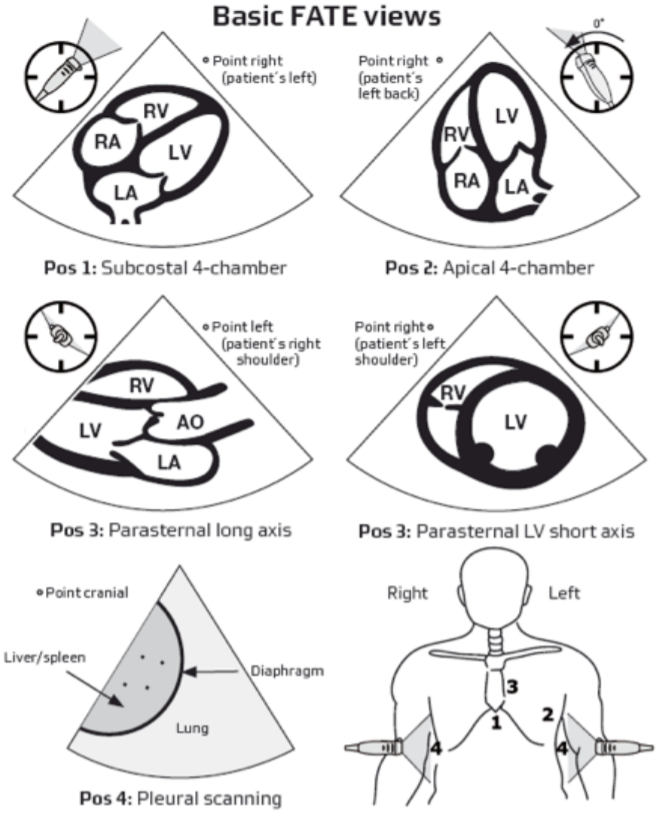 Basic FATE views
Point right
(patient´s left)
RV
RA
LV
LA
Pos 1: Subcostal 4-chamber
0°
Point right
(patient´s
left back)
LV
RV
RA
LA
Pos 2: Apical 4-chamber
Point left
(patient´s right
shoulder)
RV
LV
AO
LA
Pos 3: Parasternal long axis
Point right
(patient´s left
shoulder)
RV
LV
Pos 3: Parasternal LV short axis
Point cranial
Liver/spleen
Diaphragm
Lung
Pos 4: Pleural scanning
Right
Left
3
1
2
4
4